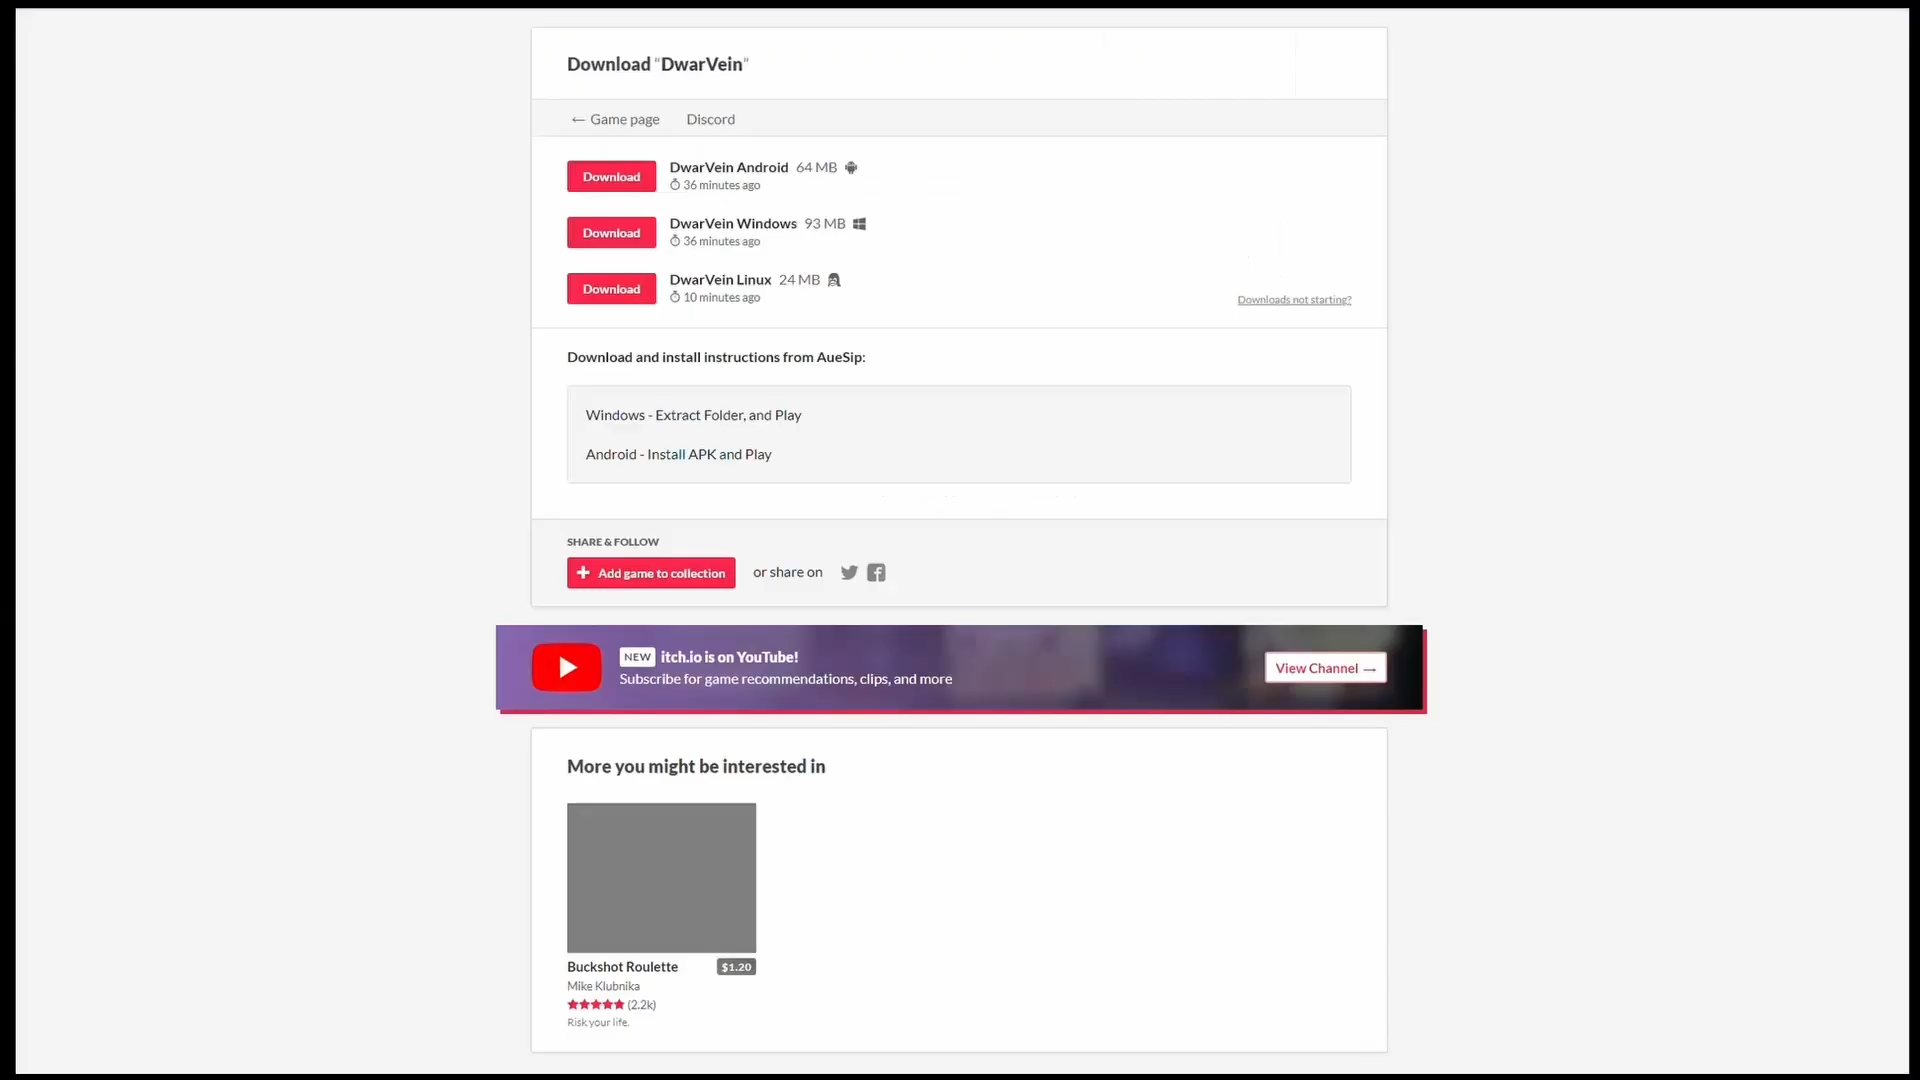 Download “DwarVein”
← Game page Discord
Download DwarVein Android 64 MB
36 minutes ago
Download DwarVein Windows 93 MB
36 minutes ago
Download DwarVein Linux 24 MB
10 minutes ago
Downloads not starting?
Download and install instructions from AueSip:
Windows - Extract Folder, and Play
Android - Install APK and Play
SHARE & FOLLOW
Add game to collection or share on
NEW itch.io is on YouTube!
Subscribe for game recommendations, clips, and more
View Channel →
More you might be interested in
Buckshot Roulette $1.20
Mike Klubnika
(2.2k)
Risk your life.